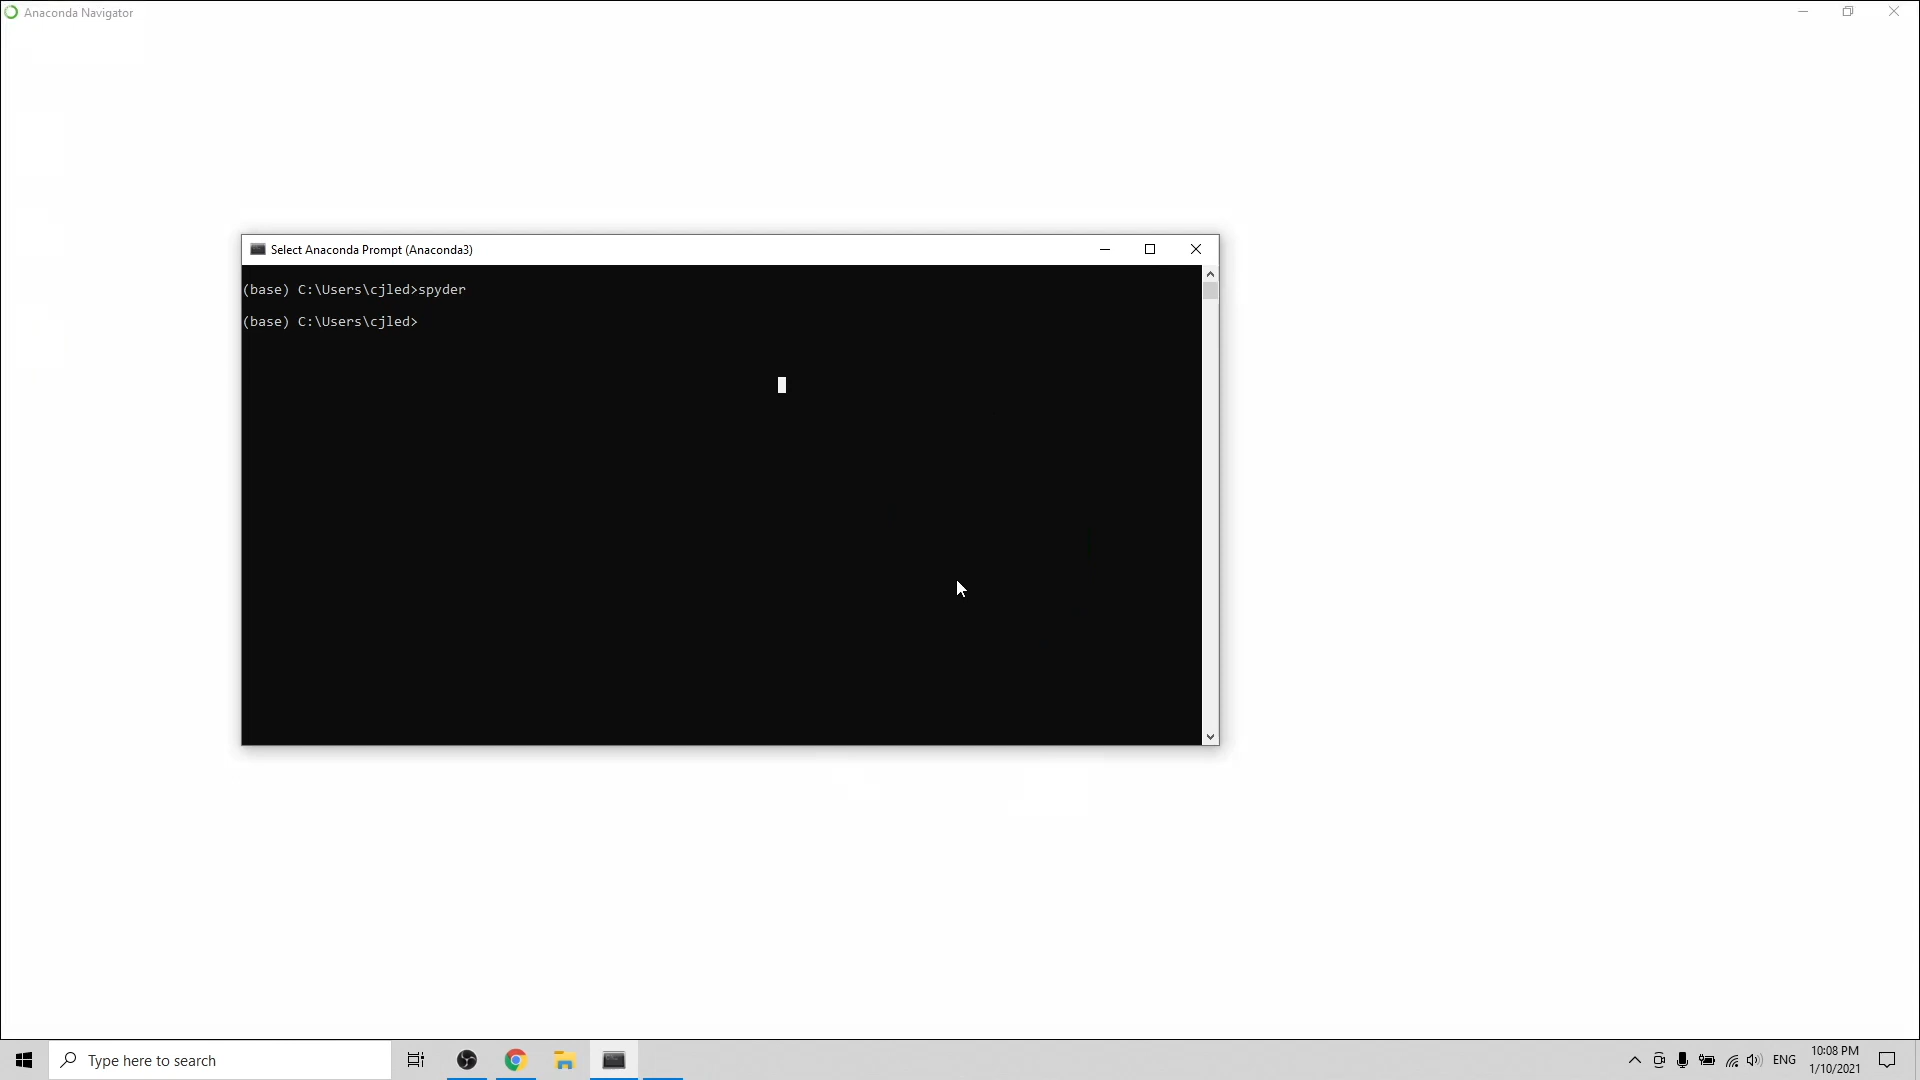 Anaconda Navigator
Select Anaconda Prompt (Anaconda3)
(base) C:\Users\cjled>spyder
(base) C:\Users\cjled>
Type here to search
ENG
10:08 PM
1/10/2021